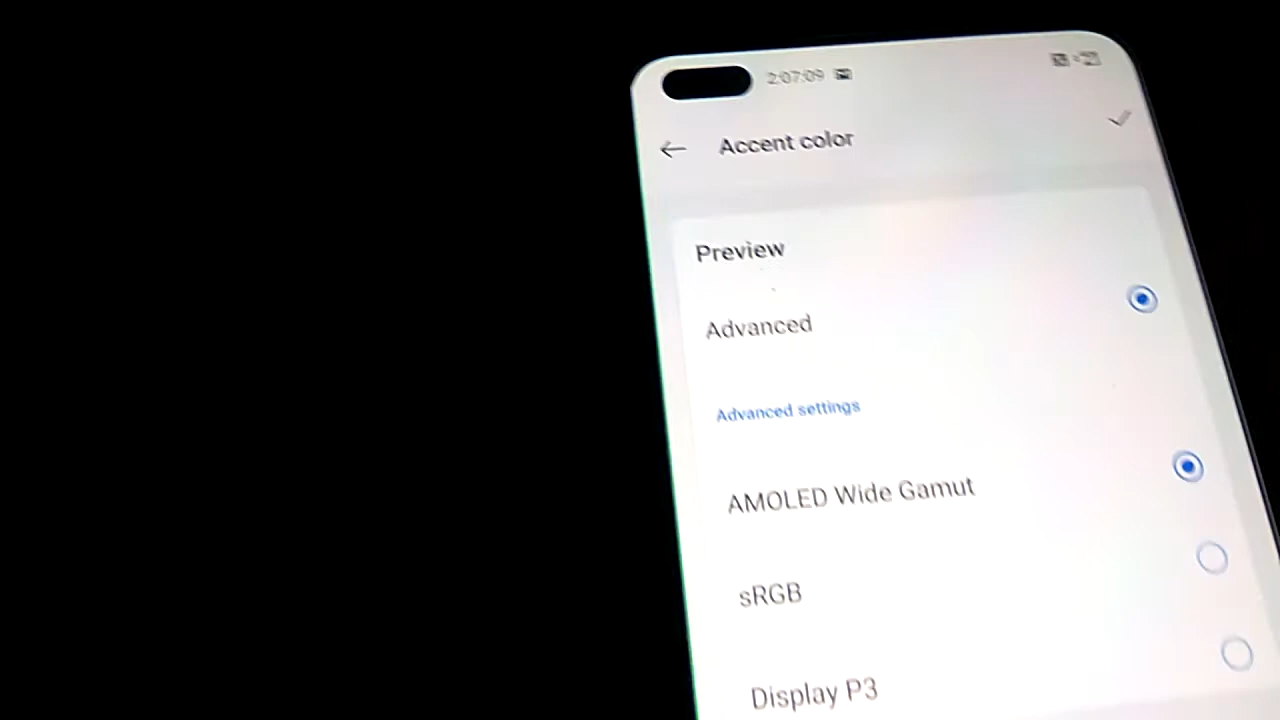 2:07:09
Accent color
Preview
Advanced
Advanced settings
AMOLED Wide Gamut
sRGB
Display P3